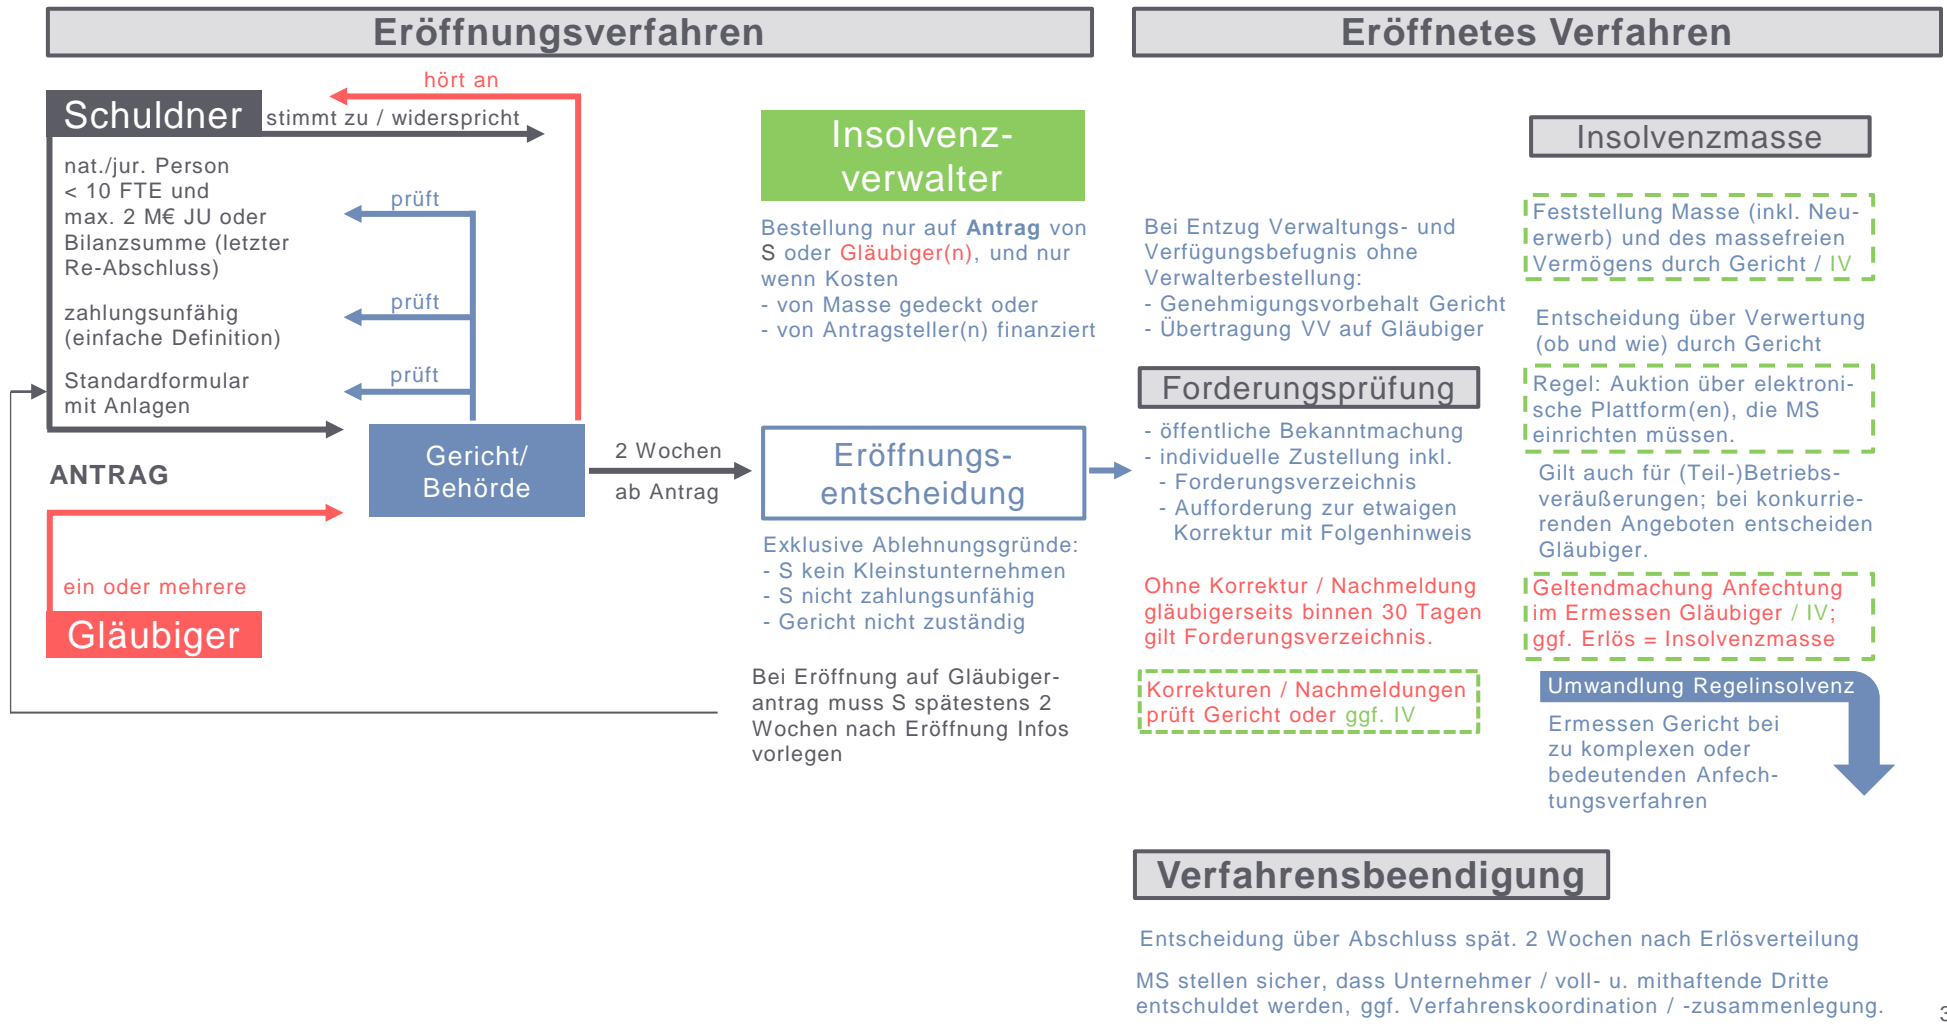 Eröffnungsverfahren
hört an
Schuldner
stimmt zu / widerspricht
nat./jur. Person
< 10 FTE und
max. 2 M€ JU oder
Bilanzsumme (letzter
Re-Abschluss)
prüft
zahlungsunfähig
(einfache Definition)
prüft
Standardformular
mit Anlagen
prüft
Gericht/
Behörde
ANTRAG
ein oder mehrere
Gläubiger
2 Wochen
ab Antrag
Insolvenz-
verwalter
Bestellung nur auf Antrag von
S oder Gläubiger(n), und nur
wenn Kosten
- von Masse gedeckt oder
- von Antragsteller(n) finanziert
Eröffnungs-
entscheidung
Exklusive Ablehnungsgründe:
- S kein Kleinstunternehmen
- S nicht zahlungsunfähig
- Gericht nicht zuständig
Bei Eröffnung auf Gläubiger-
antrag muss S spätestens 2
Wochen nach Eröffnung Infos
vorlegen
Eröffnetes Verfahren
Bei Entzug Verwaltungs- und
Verfügungsbefugnis ohne
Verwalterbestellung:
- Genehmigungsvorbehalt Gericht
- Übertragung VV auf Gläubiger
Forderungsprüfung
- öffentliche Bekanntmachung
- individuelle Zustellung inkl.
- Forderungsverzeichnis
- Aufforderung zur etwaigen
Korrektur mit Folgenhinweis
Ohne Korrektur / Nachmeldung
gläubigerseits binnen 30 Tagen
gilt Forderungsverzeichnis.
Korrekturen / Nachmeldungen
prüft Gericht oder ggf. IV
Insolvenzmasse
Feststellung Masse (inkl. Neu-
erwerb) und des massefreien
Vermögens durch Gericht / IV
Entscheidung über Verwertung
(ob und wie) durch Gericht
Regel: Auktion über elektroni-
sche Plattform(en), die MS
einrichten müssen.
Gilt auch für (Teil-)Betriebs-
veräußerungen; bei konkurrie-
renden Angeboten entscheiden
Gläubiger.
Geltendmachung Anfechtung
im Ermessen Gläubiger / IV;
ggf. Erlös = Insolvenzmasse
Umwandlung Regelinsolvenz
Ermessen Gericht bei
zu komplexen oder
bedeutenden Anfech-
tungsverfahren
Verfahrensbeendigung
Entscheidung über Abschluss spät. 2 Wochen nach Erlösverteilung
MS stellen sicher, dass Unternehmer / voll- u. mithaftende Dritte
entschuldet werden, ggf. Verfahrenskoordination / -zusammenlegung.